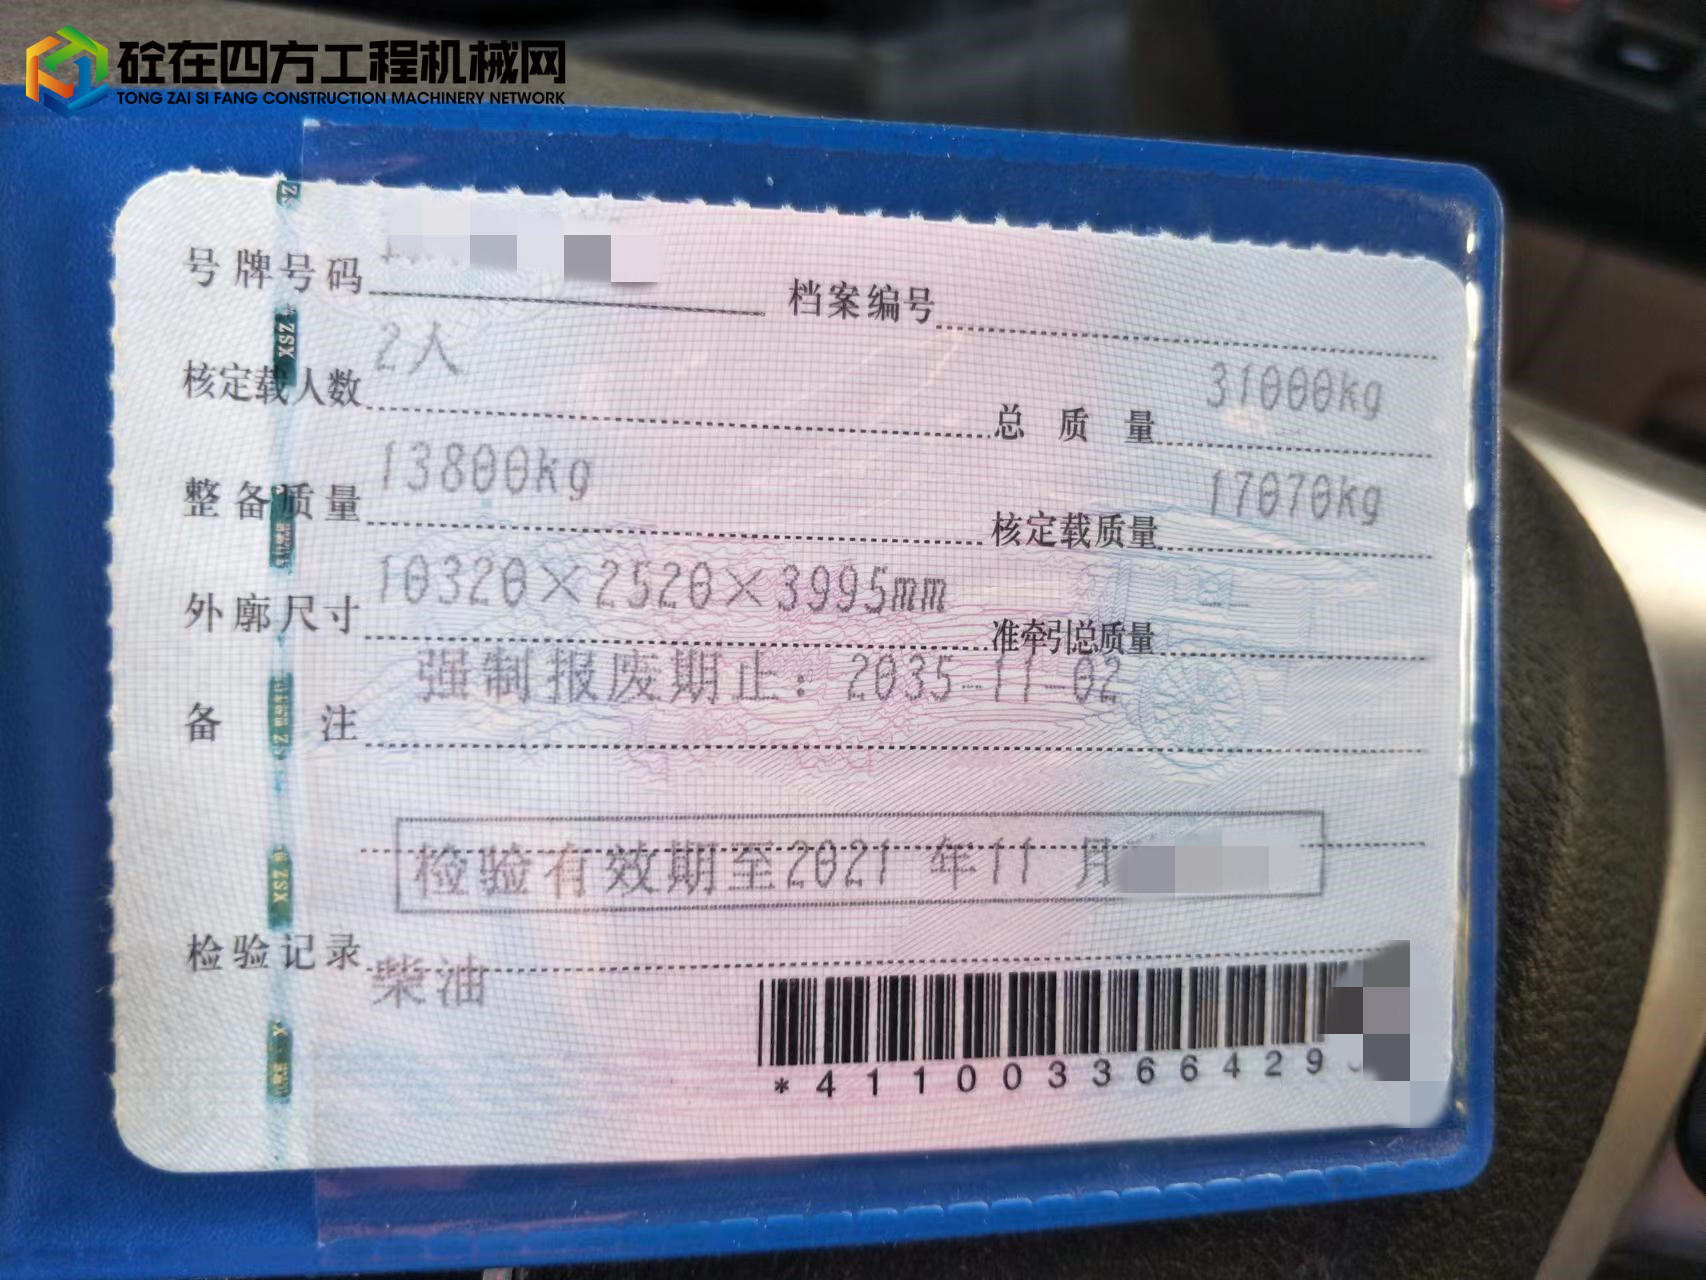 砼在四方工程机械网
TONG ZAI SI FANG CONSTRUCTION MACHINERY NETWORK
号牌号码 档案编号
核定载人数 2人 总质量 31000kg
整备质量 13800kg 核定载质量 17070kg
外廓尺寸 10320×2520×3995mm 准牵引总质量
备注 强制报废期止：2035-11-02
检验有效期至2021 年11 月
检验记录 柴油
*411003366429
XSZ
XSZ